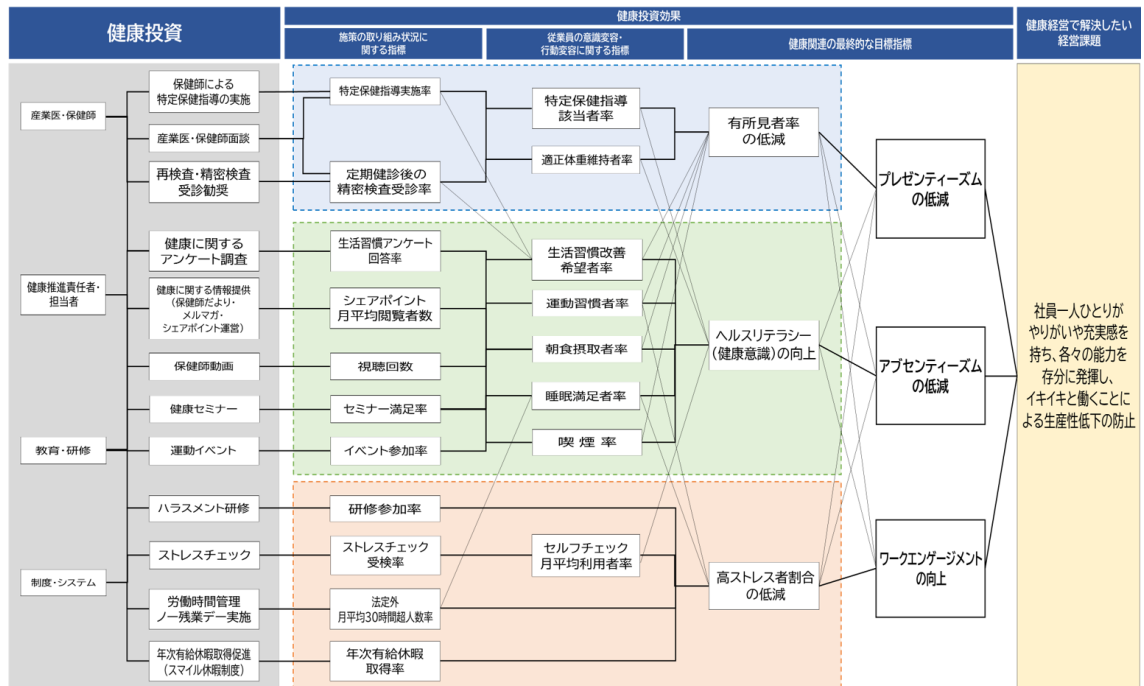 健康投資
健康投資効果
施策の取り組み状況に
関する指標
従業員の意識変容・
行動変容に関する指標
健康関連の最終的な目標指標
健康経営で解決したい
経営課題
産業医・保健師
健康推進責任者・
担当者
教育・研修
制度・システム
保健師による
特定保健指導の実施
産業医・保健師面談
再検査・精密検査
受診勧奨
健康に関する
アンケート調査
健康に関する情報提供
(保健師だより・
メルマガ・
シェアポイント運営)
保健師動画
健康セミナー
運動イベント
ハラスメント研修
ストレスチェック
労働時間管理
ノー残業デー実施
年次有給休暇取得促進
(スマイル休暇制度)
特定保健指導実施率
定期健診後の
精密検査受診率
生活習慣アンケート
回答率
シェアポイント
月平均閲覧者数
視聴回数
セミナー満足率
イベント参加率
研修参加率
ストレスチェック
受検率
法定外
月平均30時間超人数率
年次有給休暇
取得率
特定保健指導
該当者率
適正体重維持者率
生活習慣改善
希望者率
運動習慣者率
朝食摂取者率
睡眠満足者率
喫煙率
セルフチェック
月平均利用者率
有所見者率
の低減
ヘルスリテラシー
(健康意識)の向上
高ストレス者割合
の低減
プレゼンティーズム
の低減
アブセンティーズム
の低減
ワークエンゲージメント
の向上
社員一人ひとりが
やりがいや充実感を
持ち、各々の能力を
存分に発揮し、
イキイキと働くことに
よる生産性低下の防止